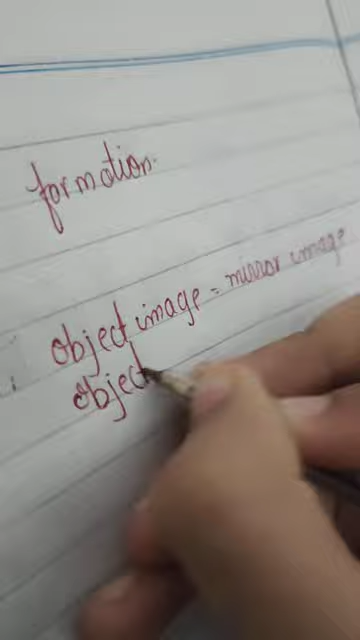 formation.
object image = mirror image
object